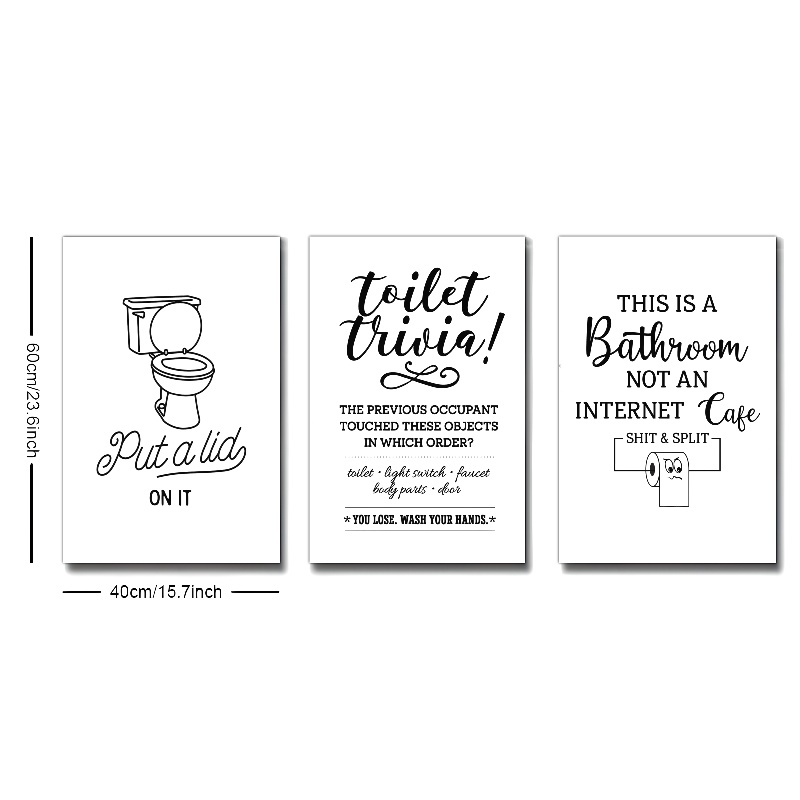 60cm/23.6inch
40cm/15.7inch
Put a lid
ON IT
toilet
trivia!
THE PREVIOUS OCCUPANT
TOUCHED THESE OBJECTS
IN WHICH ORDER?
toilet • light switch • faucet
body parts • door
*YOU LOSE. WASH YOUR HANDS.*
THIS IS A
Bathroom
NOT AN
INTERNET Cafe
SHIT & SPLIT